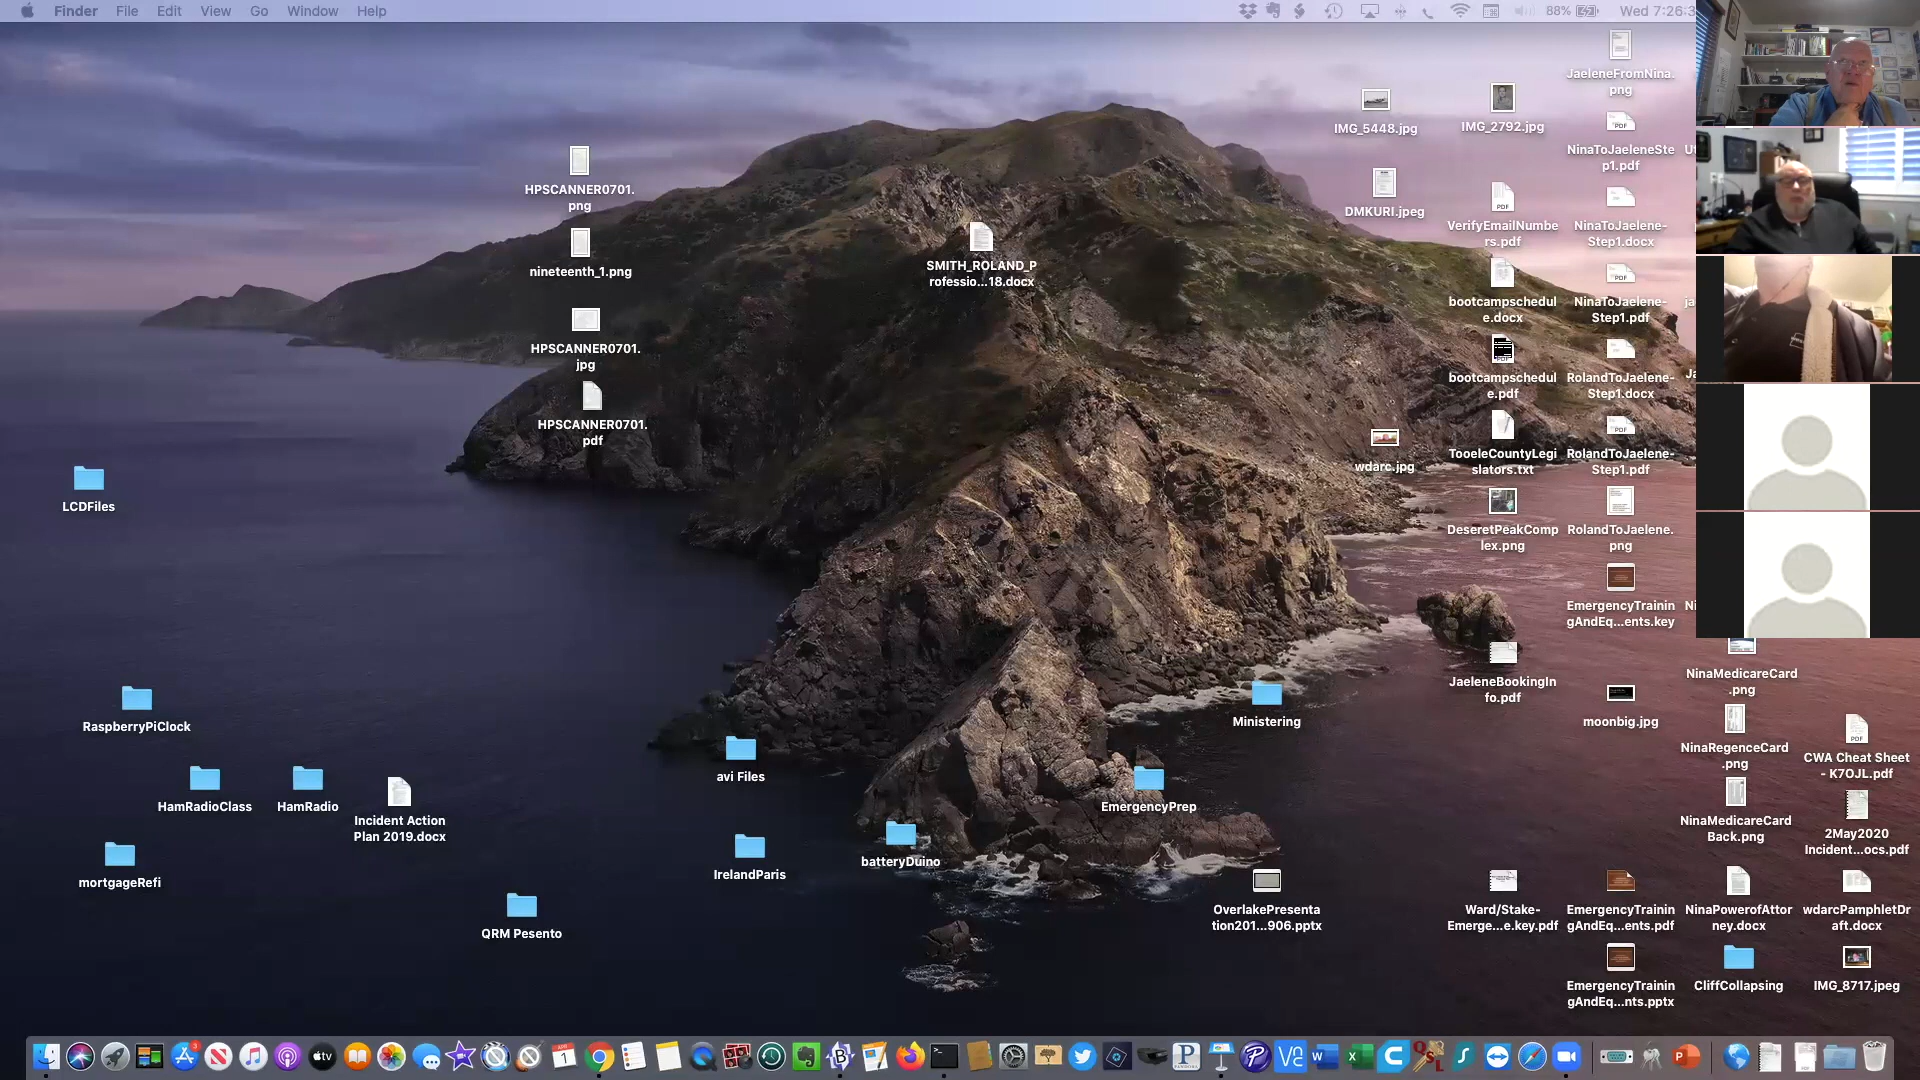 Finder File Edit View Go Window Help
88% Wed 7:26:3
JaeleneFromNina.
png
IMG_5448.jpg
IMG_2792.jpg
HPSCANNER0701.
png
NinaToJaeleneSte
p1.pdf
DMKURI.jpeg
VerifyEmailNumbe
rs.pdf
NinaToJaelene-
Step1.docx
nineteenth_1.png
SMITH_ROLAND_P
rofessio...18.docx
bootcampschedul
e.docx
NinaToJaelene-
Step1.pdf
HPSCANNER0701.
jpg
bootcampschedul
e.pdf
RolandToJaelene-
Step1.docx
HPSCANNER0701.
pdf
wdarc.jpg
TooeleCountyLegi
slators.txt
RolandToJaelene-
Step1.pdf
LCDFiles
DeseretPeakComp
lex.png
RolandToJaelene.
png
EmergencyTrainin
gAndEq...ents.key
JaeleneBookingIn
fo.pdf
NinaMedicareCard
.png
RaspberryPiClock
Ministering
moonbig.jpg
NinaRegenceCard
.png
CWA Cheat Sheet
- K7OJL.pdf
avi Files
HamRadioClass
HamRadio
Incident Action
Plan 2019.docx
EmergencyPrep
NinaMedicareCard
Back.png
2May2020
Incident...ocs.pdf
mortgageRefi
IrelandParis
batteryDuino
QRM Pesento
OverlakePresenta
tion201...906.pptx
Ward/Stake-
Emerge...e.key.pdf
EmergencyTrainin
gAndEq...ents.pdf
NinaPowerofAttor
ney.docx
wdarcPamphletDr
aft.docx
EmergencyTrainin
gAndEq...nts.pptx
CliffCollapsing
IMG_8717.jpeg